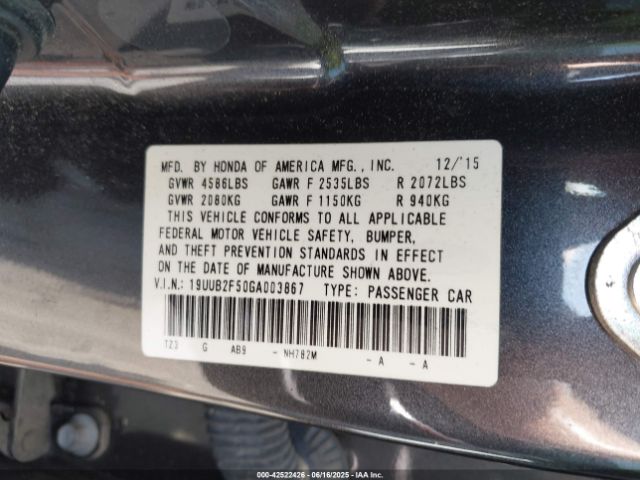 MFD. BY HONDA OF AMERICA MFG., INC. 12/'15
GVWR 4586LBS GAWR F 2535LBS R 2072LBS
GVWR 2080KG GAWR F 1150KG R 940KG
THIS VEHICLE CONFORMS TO ALL APPLICABLE
FEDERAL MOTOR VEHICLE SAFETY, BUMPER,
AND THEFT PREVENTION STANDARDS IN EFFECT
ON THE DATE OF MANUFACTURE SHOWN ABOVE.
V.I.N.: 19UUB2F50GA003867 TYPE: PASSENGER CAR
TZ3 G AB9 - NH782M - A - A
000-42522426 - 06/16/2025 - IAA Inc.